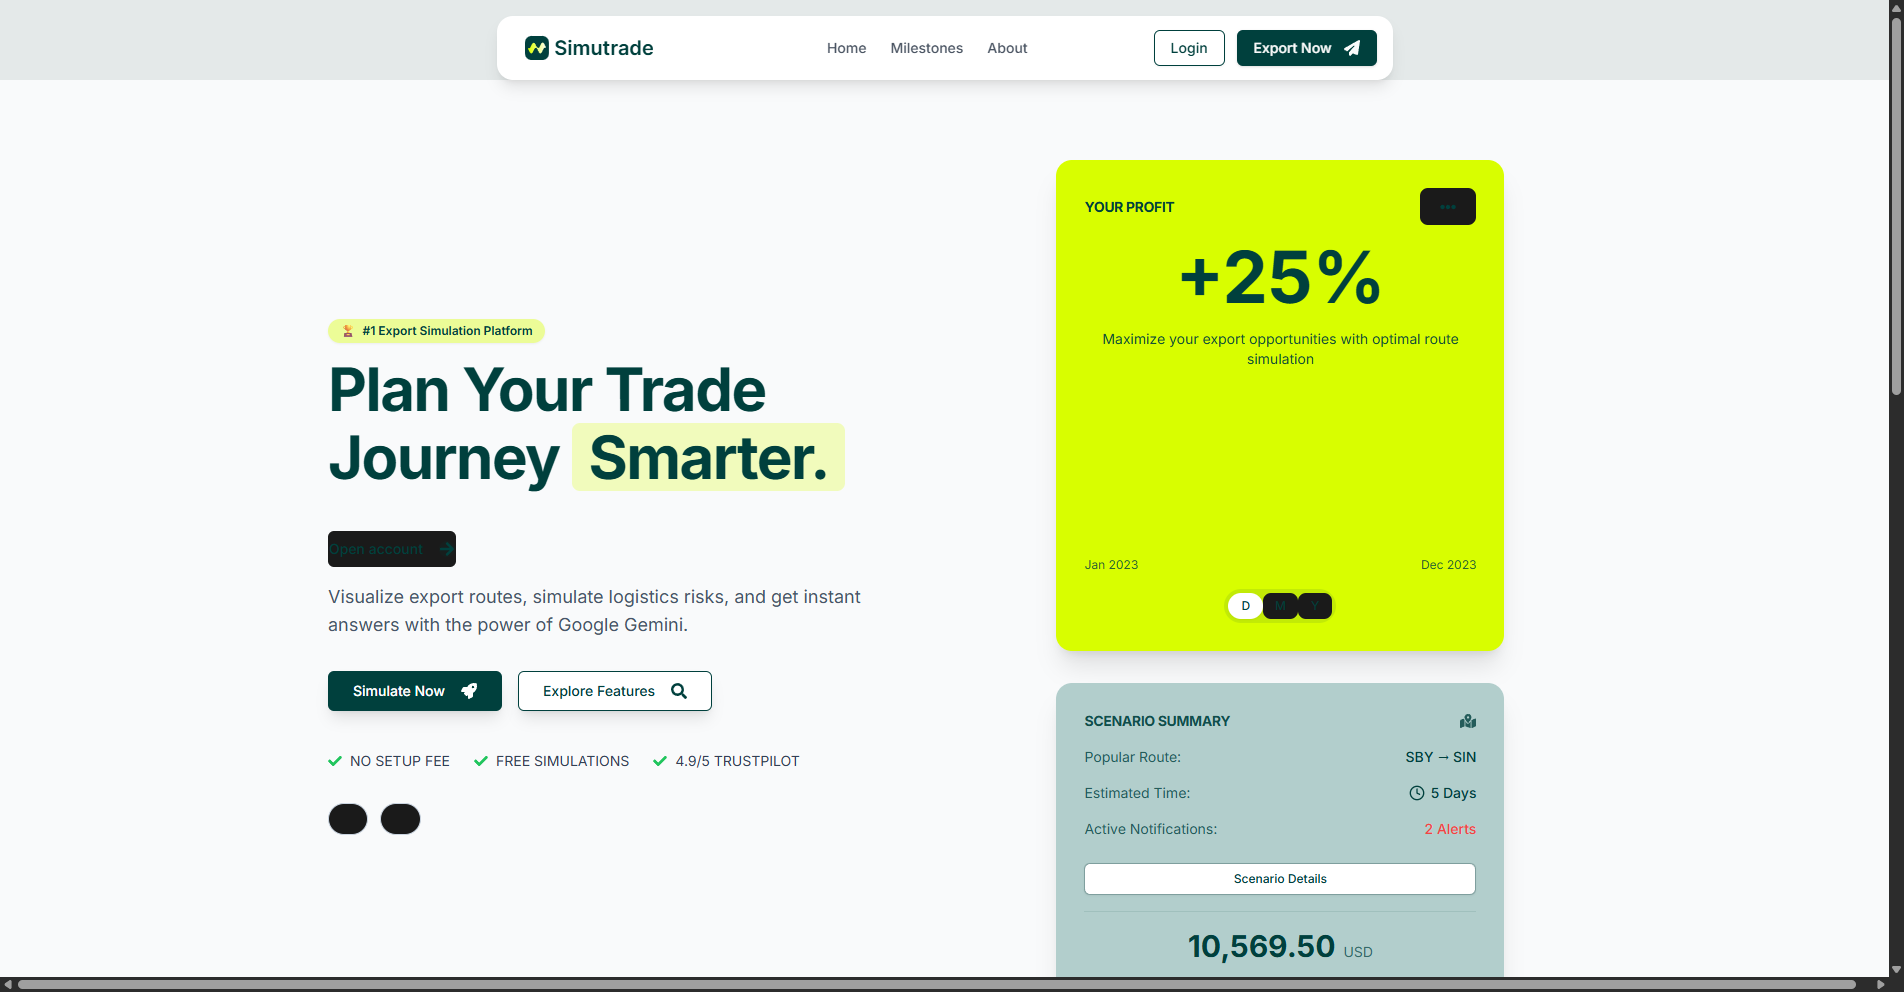 Simutrade
Home
Milestones
About
Login
Export Now
#1 Export Simulation Platform
Plan Your Trade
Journey Smarter.
Open account
Visualize export routes, simulate logistics risks, and get instant
answers with the power of Google Gemini.
Simulate Now
Explore Features
NO SETUP FEE
FREE SIMULATIONS
4.9/5 TRUSTPILOT
YOUR PROFIT
+25%
Maximize your export opportunities with optimal route
simulation
Jan 2023
Dec 2023
D
M
Y
SCENARIO SUMMARY
Popular Route:
SBY → SIN
Estimated Time:
5 Days
Active Notifications:
2 Alerts
Scenario Details
10,569.50 USD